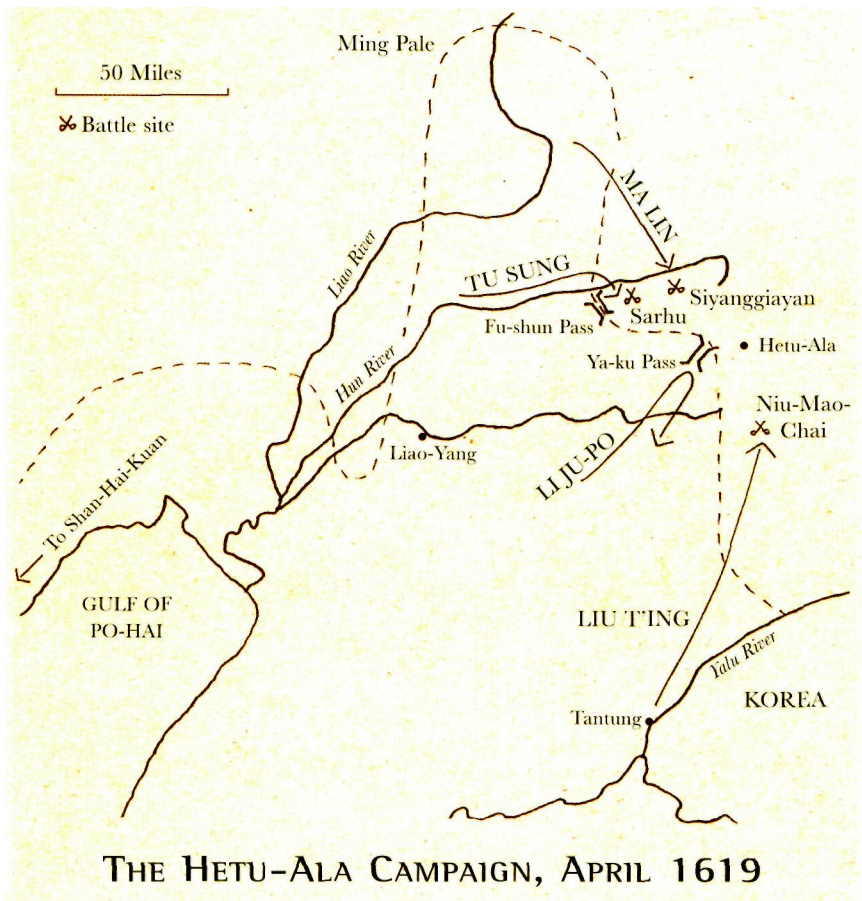 Ming Pale
50 Miles
Battle site
MA LIN
Liao River
TU SUNG
Siyanggiayan
Sarhu
Fu-shun Pass
Hetu-Ala
Ya-ku Pass
Hun River
Niu-Mao-
Chai
Liao-Yang
LI JU-PO
To Shan-Hai-Kuan
GULF OF
PO-HAI
LIU T'ING
Yalu River
KOREA
Tantung
THE HETU-ALA CAMPAIGN, APRIL 1619